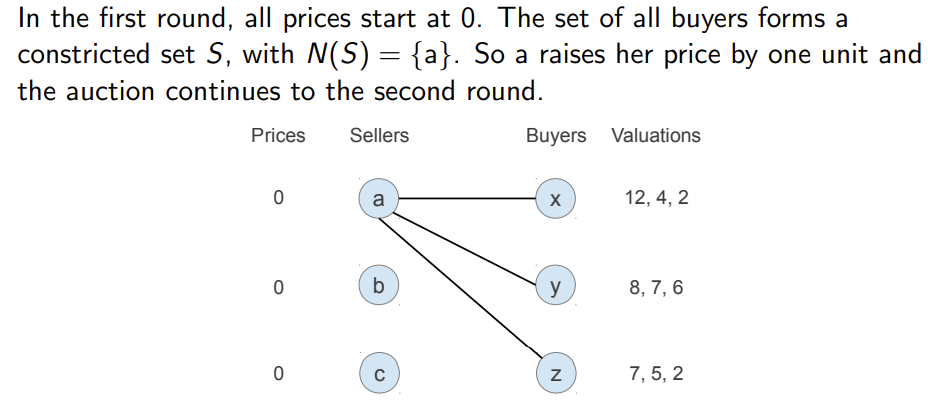 In the first round, all prices start at 0. The set of all buyers forms a
constricted set S, with N(S) = {a}. So a raises her price by one unit and
the auction continues to the second round.
Prices Sellers Buyers Valuations
0 a x 12, 4, 2
0 b y 8, 7, 6
0 c z 7, 5, 2